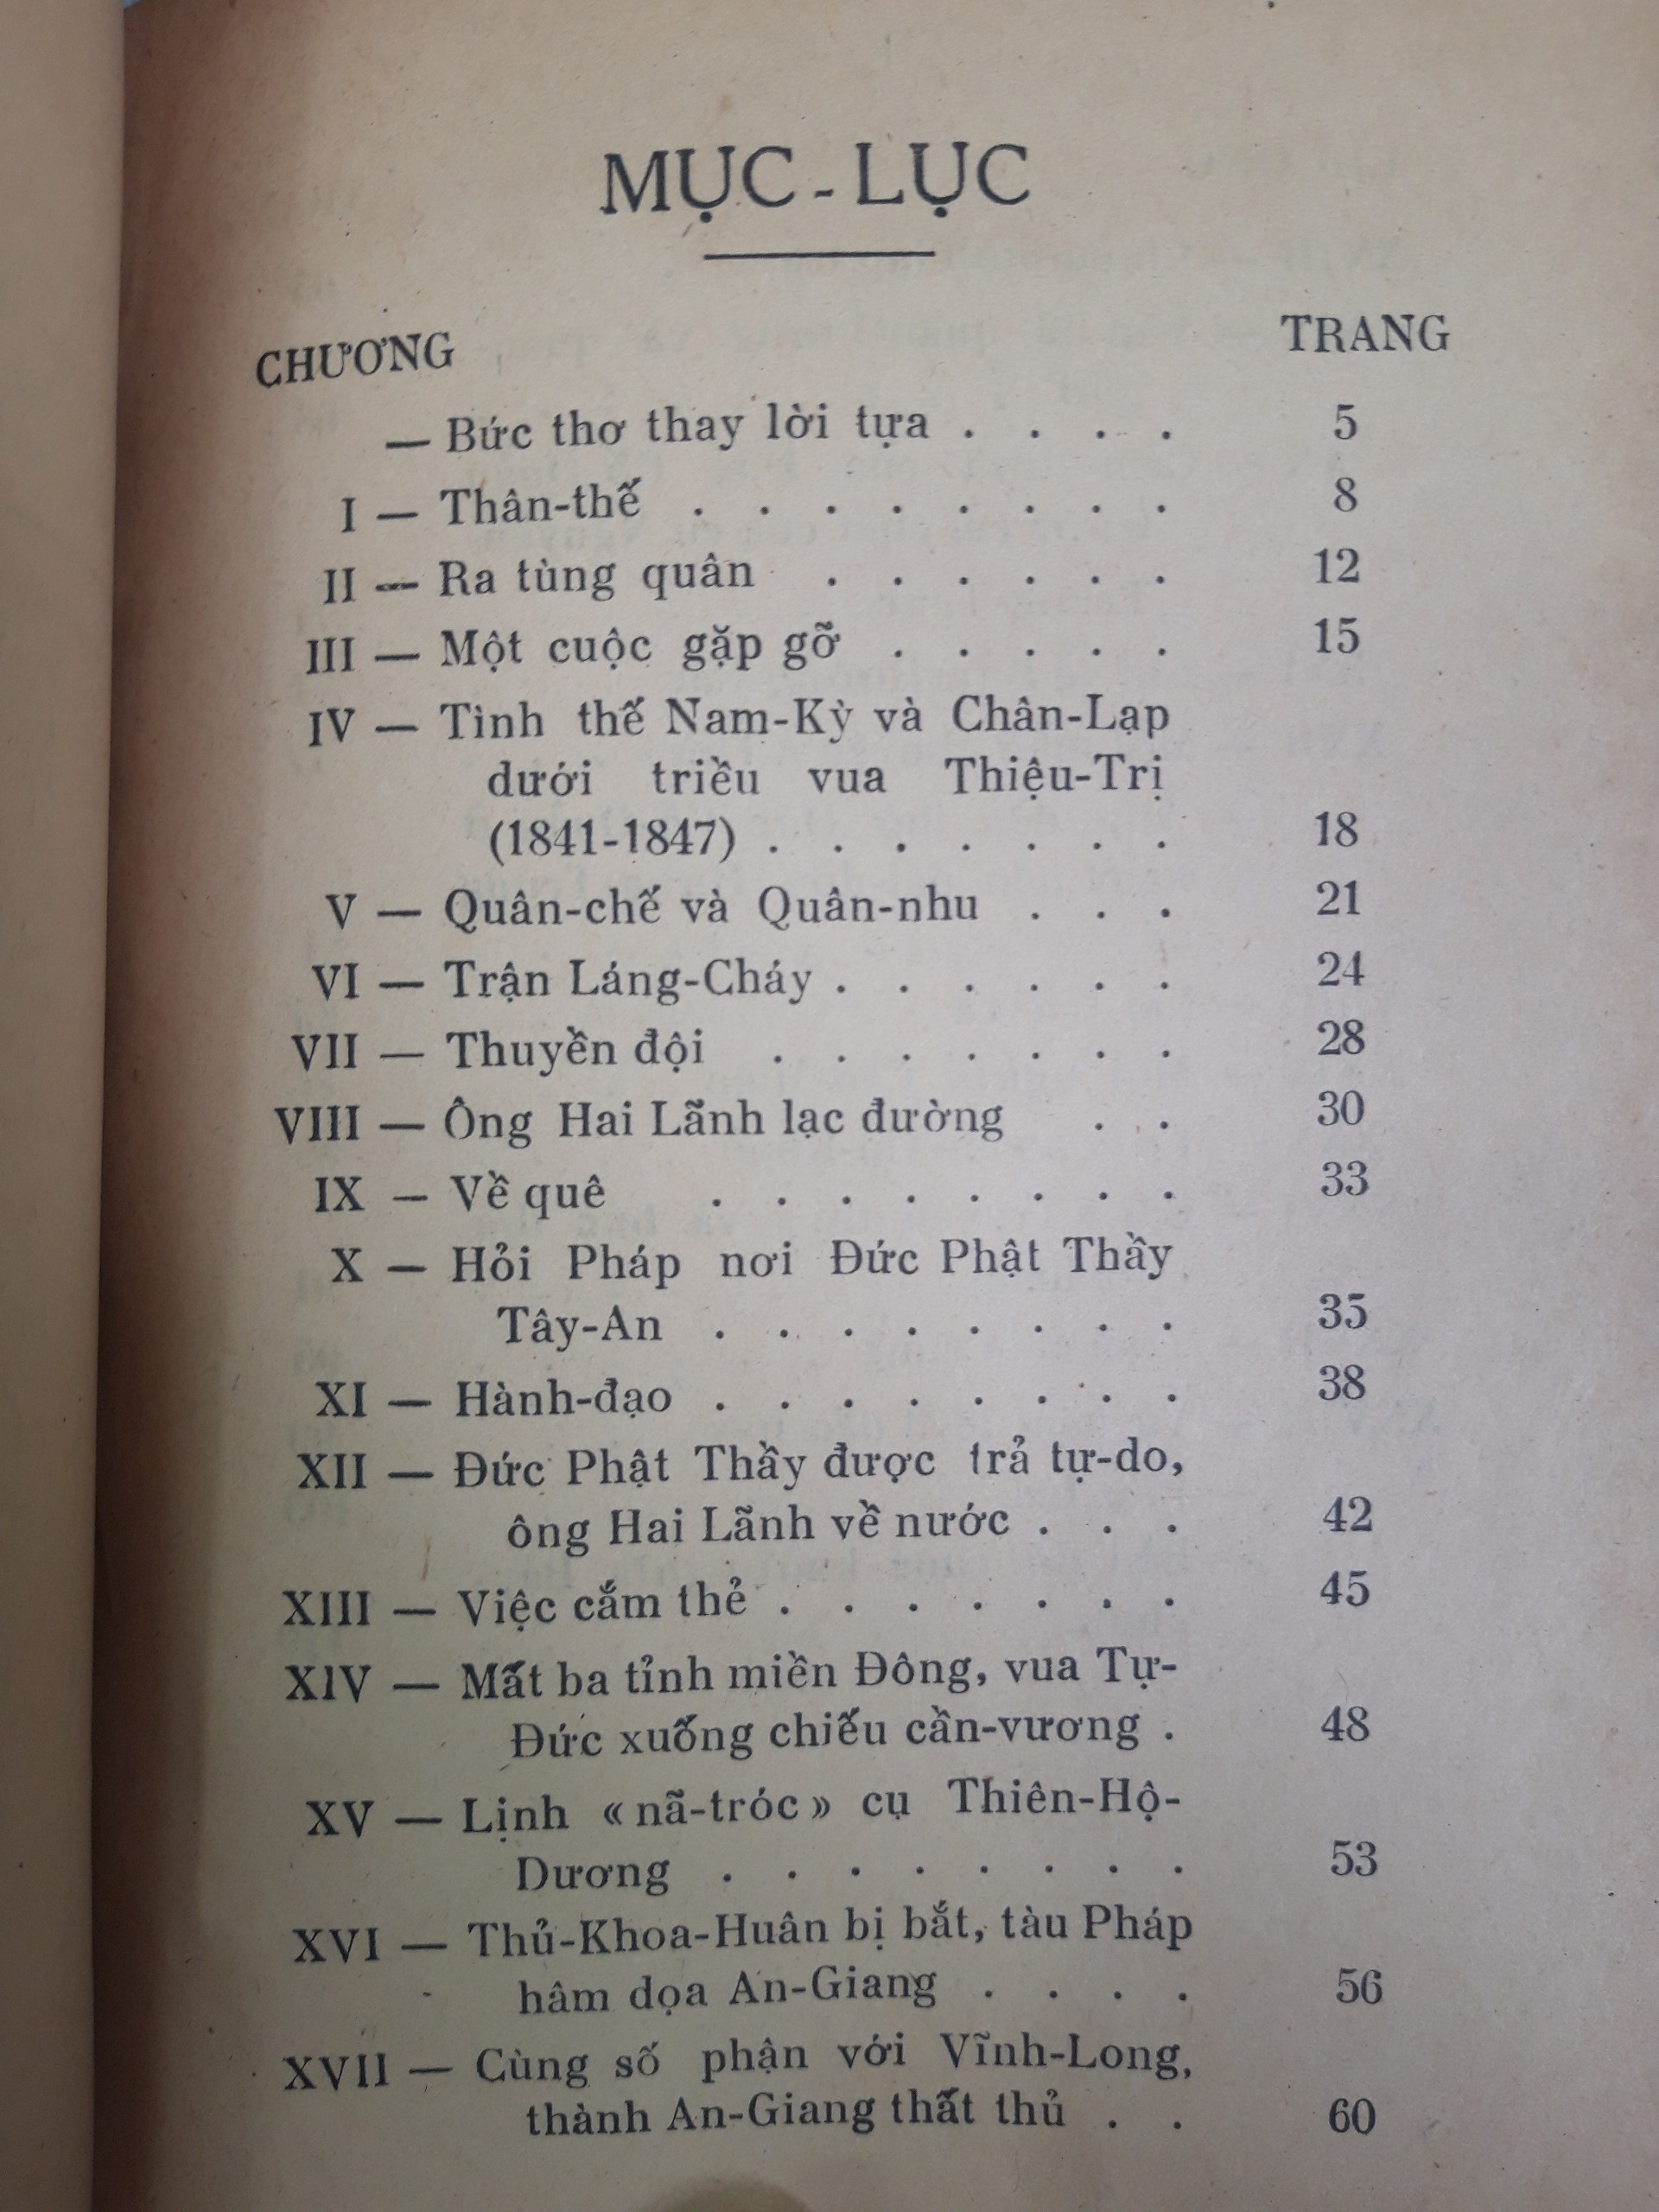 MỤC-LỤC
CHƯƠNG TRANG
— Bức thơ thay lời tựa . . . . 5
I — Thân-thế . . . . . . . . 8
II — Ra tùng quân . . . . . . 12
III — Một cuộc gặp gỡ . . . . . 15
IV — Tình thế Nam-Kỳ và Chân-Lạp
dưới triều vua Thiệu-Trị
(1841-1847) . . . . . . . 18
V — Quân-chế và Quân-nhu . . . 21
VI — Trận Láng-Cháy . . . . . . 24
VII — Thuyền đội . . . . . . . 28
VIII — Ông Hai Lãnh lạc đường . . 30
IX — Về quê . . . . . . . . 33
X — Hỏi Pháp nơi Đức Phật Thầy
Tây-An . . . . . . . . 35
XI — Hành-đạo . . . . . . . . 38
XII — Đức Phật Thầy được trả tự-do,
ông Hai Lãnh về nước . . . 42
XIII — Việc cắm thẻ . . . . . . . 45
XIV — Mất ba tỉnh miền Đông, vua Tự-
Đức xuống chiếu cần-vương . 48
XV — Lịnh « nã-tróc » cụ Thiên-Hộ-
Dương . . . . . . . . 53
XVI — Thủ-Khoa-Huân bị bắt, tàu Pháp
hâm dọa An-Giang . . . . 56
XVII — Cùng số phận với Vĩnh-Long,
thành An-Giang thất thủ . . 60